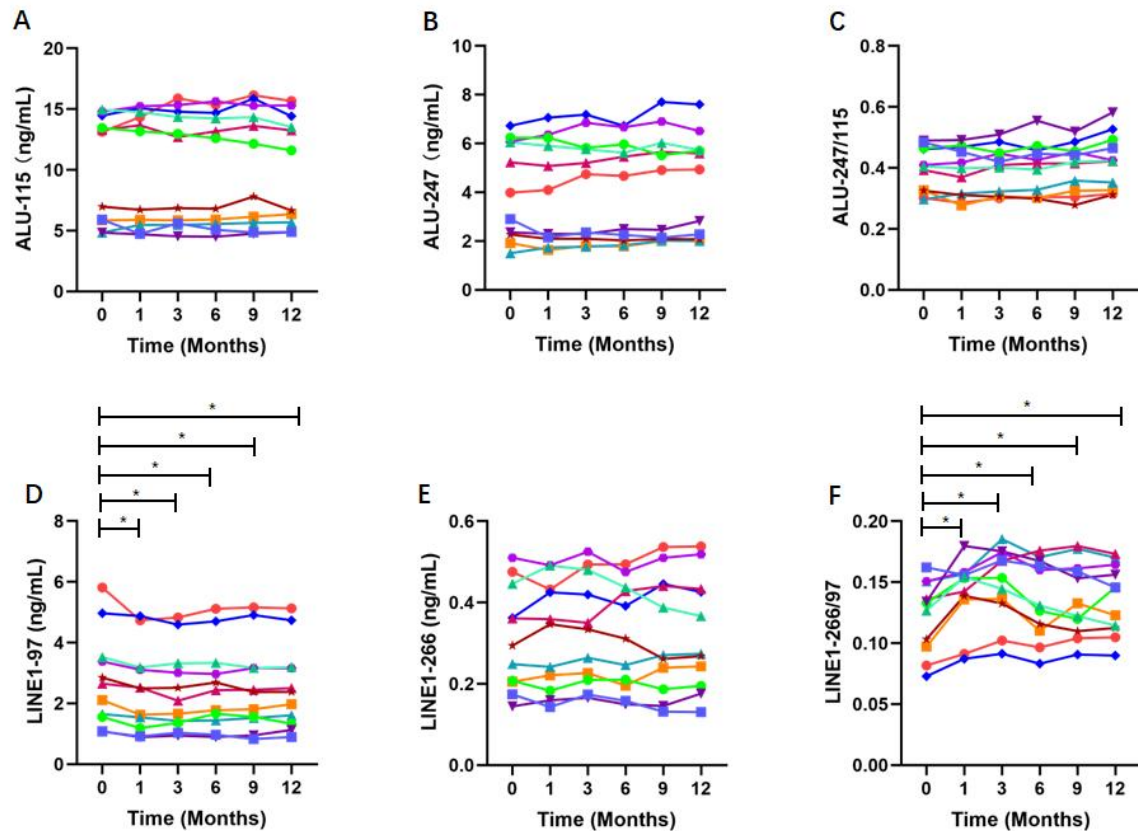 A
ALU-115 (ng/mL)
20
15
10
5
0
0 1 3 6 9 12
Time (Months)
B
ALU-247 (ng/mL)
10
8
6
4
2
0
0 1 3 6 9 12
Time (Months)
C
ALU-247/115
0.8
0.6
0.4
0.2
0.0
0 1 3 6 9 12
Time (Months)
*
*
*
*
*
D
LINE1-97 (ng/mL)
8
6
4
2
0
0 1 3 6 9 12
Time (Months)
E
LINE1-266 (ng/mL)
0.6
0.4
0.2
0.0
0 1 3 6 9 12
Time (Months)
*
*
*
*
*
F
LINE1-266/97
0.20
0.15
0.10
0.05
0.00
0 1 3 6 9 12
Time (Months)